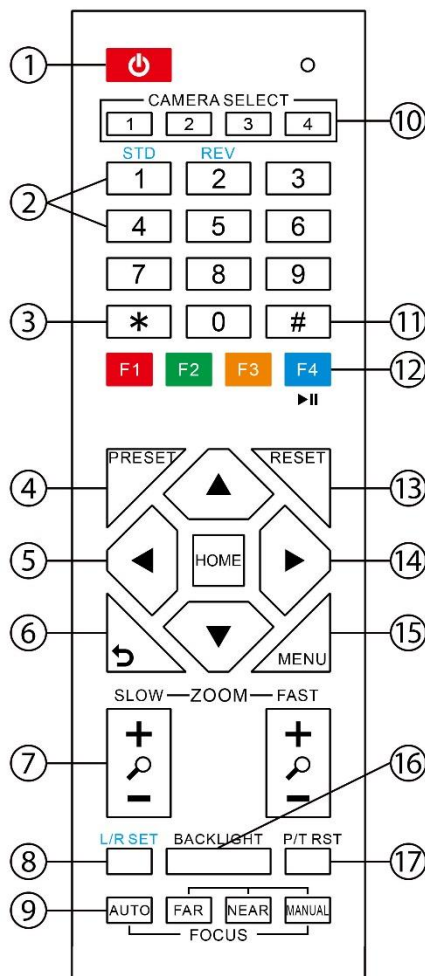 ①
CAMERA SELECT
1 2 3 4 ⑩
STD REV
② 1 2 3
4 5 6
7 8 9
③ * 0 # ⑪
F1 F2 F3 F4 ⑫
④ PRESET RESET ⑬
⑤ HOME ⑭
⑥ MENU ⑮
SLOW ZOOM FAST
+ +
⑦ ⑯
− −
L/R SET BACKLIGHT P/T RST
⑧ ⑰
⑨ AUTO FAR NEAR MANUAL
FOCUS